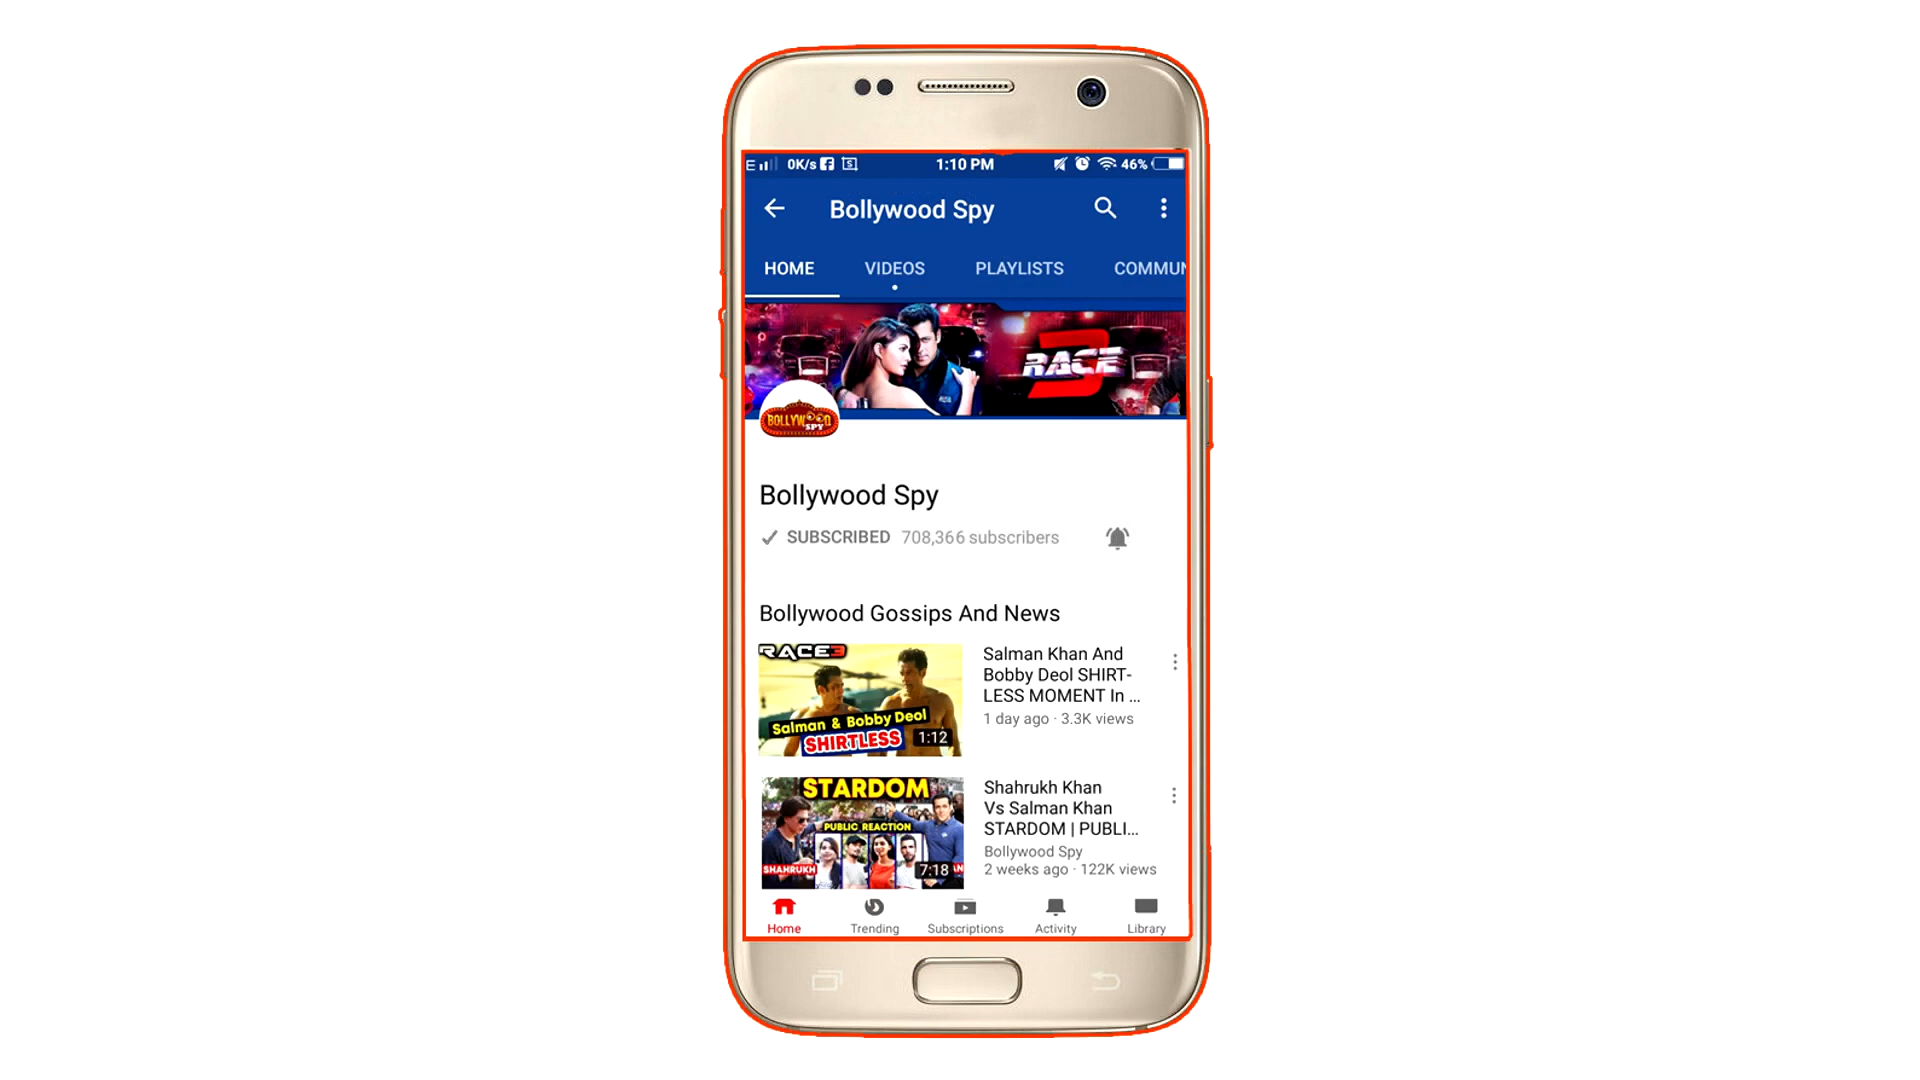 E 0K/s 1:10 PM 46%
Bollywood Spy
HOME VIDEOS PLAYLISTS COMMUN
RACE 3
BOLLYWOOD
SPY
Bollywood Spy
SUBSCRIBED 708,366 subscribers
Bollywood Gossips And News
RACE3
Salman & Bobby Deol
SHIRTLESS
1:12
Salman Khan And
Bobby Deol SHIRT-
LESS MOMENT In ...
1 day ago · 3.3K views
STARDOM
PUBLIC REACTION
SHAHRUKH
7:18
AN
Shahrukh Khan
Vs Salman Khan
STARDOM | PUBLI...
Bollywood Spy
2 weeks ago · 122K views
Home Trending Subscriptions Activity Library